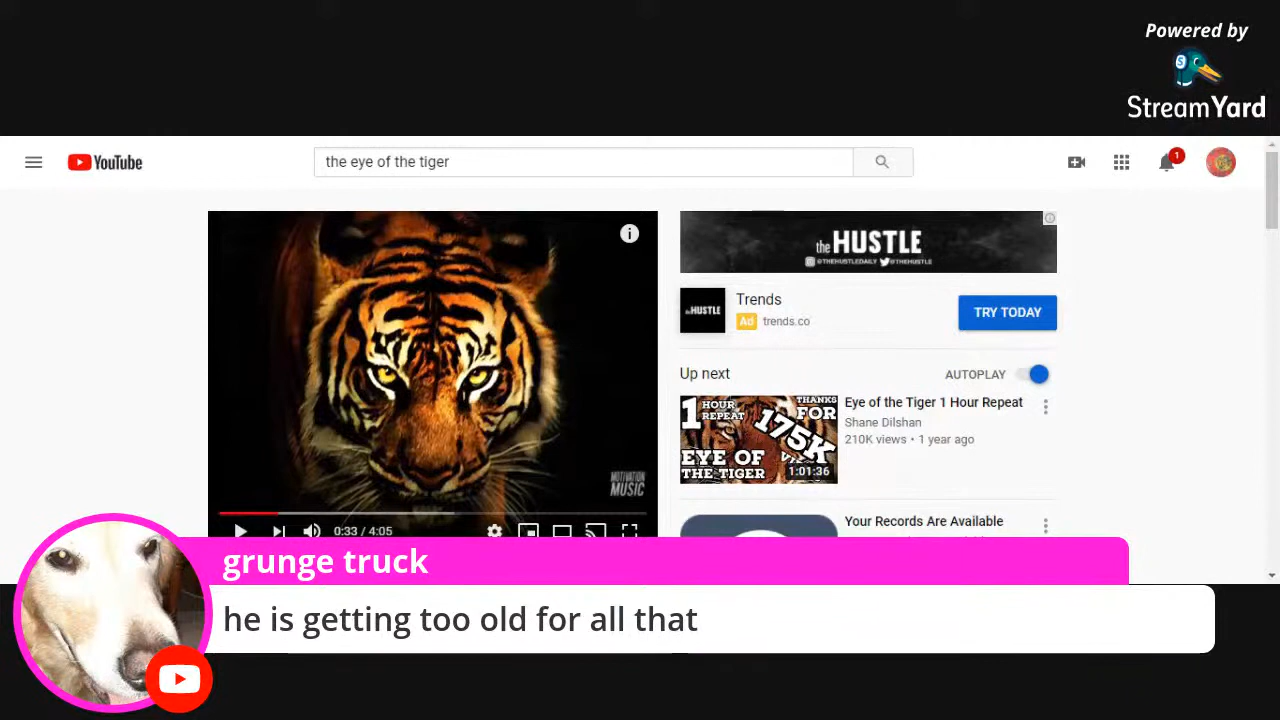 Powered by
StreamYard
YouTube
the eye of the tiger
1
the HUSTLE
@THEHUSTLEDAILY @THEHUSTLE
the HUSTLE
Trends
Ad trends.co
TRY TODAY
Up next
AUTOPLAY
1 HOUR REPEAT
THANKS FOR
175K
EYE OF
THE TIGER
1:01:36
Eye of the Tiger 1 Hour Repeat
Shane Dilshan
210K views • 1 year ago
MOTIVATION
MUSIC
0:33 / 4:05
Your Records Are Available
grunge truck
he is getting too old for all that